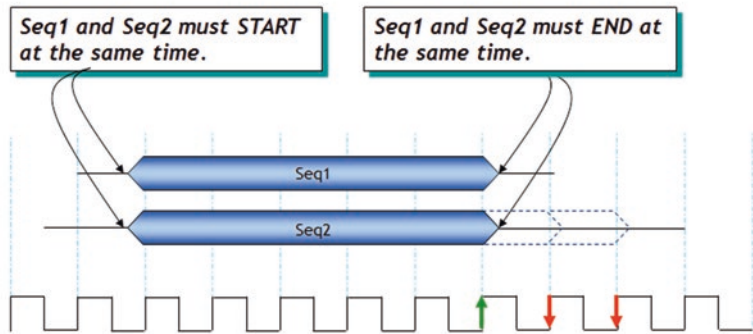 Seq1 and Seq2 must START
at the same time.
Seq1 and Seq2 must END at
the same time.
Seq1
Seq2